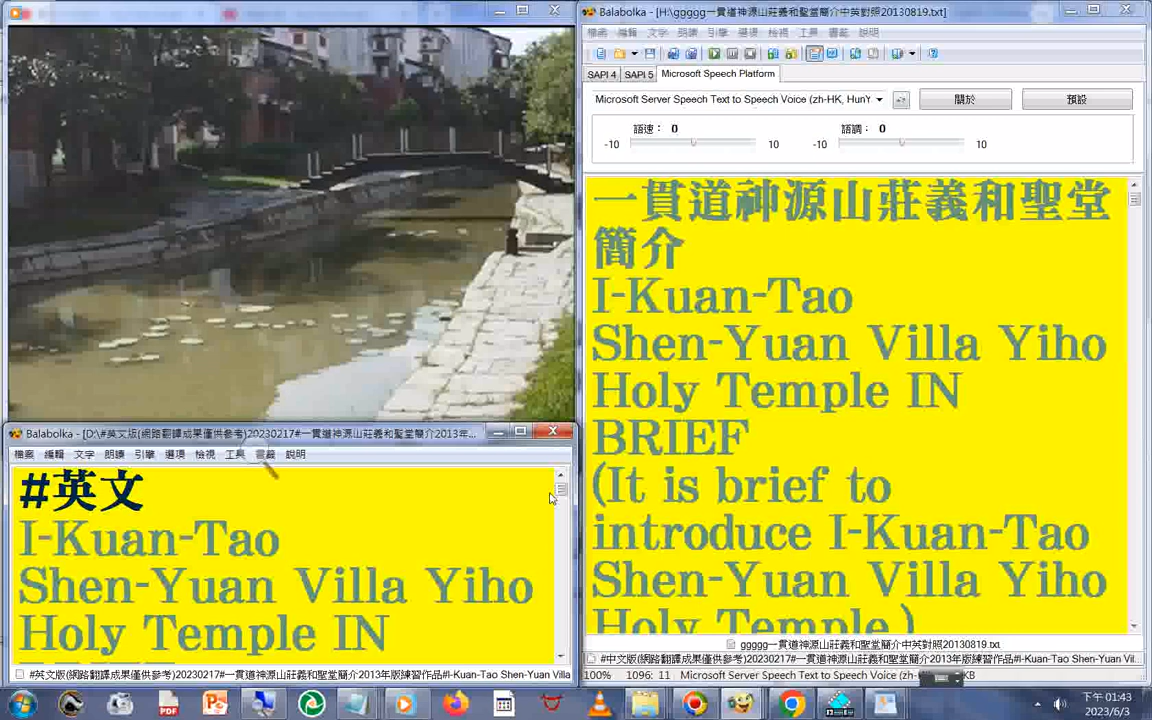 Balabolka - [H:\ggggg一貫道神源山莊義和聖堂簡介中英對照20130819.txt]
檔案 編輯 文字 朗讀 引擎 選項 檢視 工具 書籤 說明
SAPI 4 SAPI 5 Microsoft Speech Platform
Microsoft Server Speech Text to Speech Voice (zh-HK, HunY 關於 預設
語速： 0 語調： 0
-10 10 -10 10
一貫道神源山莊義和聖堂
簡介
I-Kuan-Tao
Shen-Yuan Villa Yiho
Holy Temple IN
BRIEF
(It is brief to
introduce I-Kuan-Tao
Shen-Yuan Villa Yiho
Holy Temple.)
ggggg一貫道神源山莊義和聖堂簡介中英對照20130819.txt
#中文版(網路翻譯成果僅供參考)20230217#一貫道神源山莊義和聖堂簡介2013年版練習作品#I-Kuan-Tao Shen-Yuan Vil...
100% 1096: 11 Microsoft Speech Platform: Microsoft Server Speech Text to Speech Voice
Balabolka - [D:\#英文版(網路翻譯成果僅供參考)20230217#一貫道神源山莊義和聖堂簡介2013年...
檔案 編輯 文字 朗讀 引擎 選項 檢視 工具 書籤 說明
#英文
I-Kuan-Tao
Shen-Yuan Villa Yiho
Holy Temple IN
#英文版(網路翻譯成果僅供參考)20230217#一貫道神源山莊義和聖堂簡介2013年版練習作品#I-Kuan-Tao Shen-Yuan Villa
下午 01:43
2023/6/3